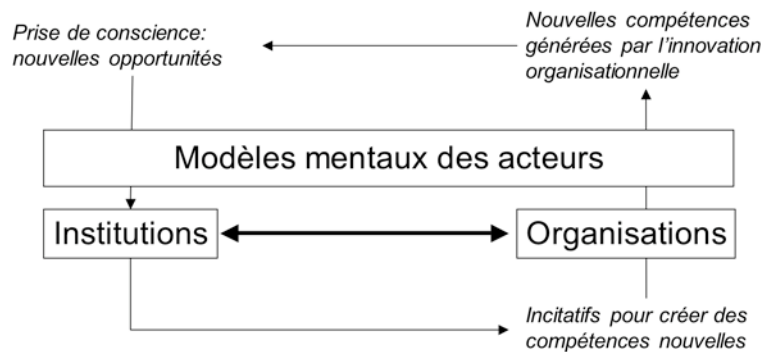 Prise de conscience:
nouvelles opportunités
Nouvelles compétences
générées par l'innovation
organisationnelle
Modèles mentaux des acteurs
Institutions
Organisations
Incitatifs pour créer des
compétences nouvelles